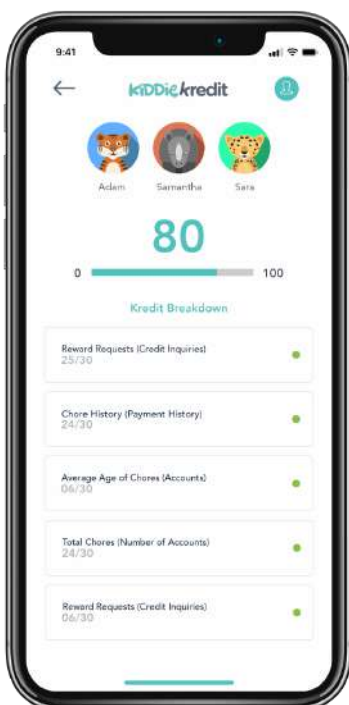 9:41
KiDDie kredit
Adam Samantha Sara
80
0 100
Kredit Breakdown
Reward Requests (Credit Inquiries)
25/30
Chore History (Payment History)
24/30
Average Age of Chores (Accounts)
06/30
Total Chores (Number of Accounts)
24/30
Reward Requests (Credit Inquiries)
06/30